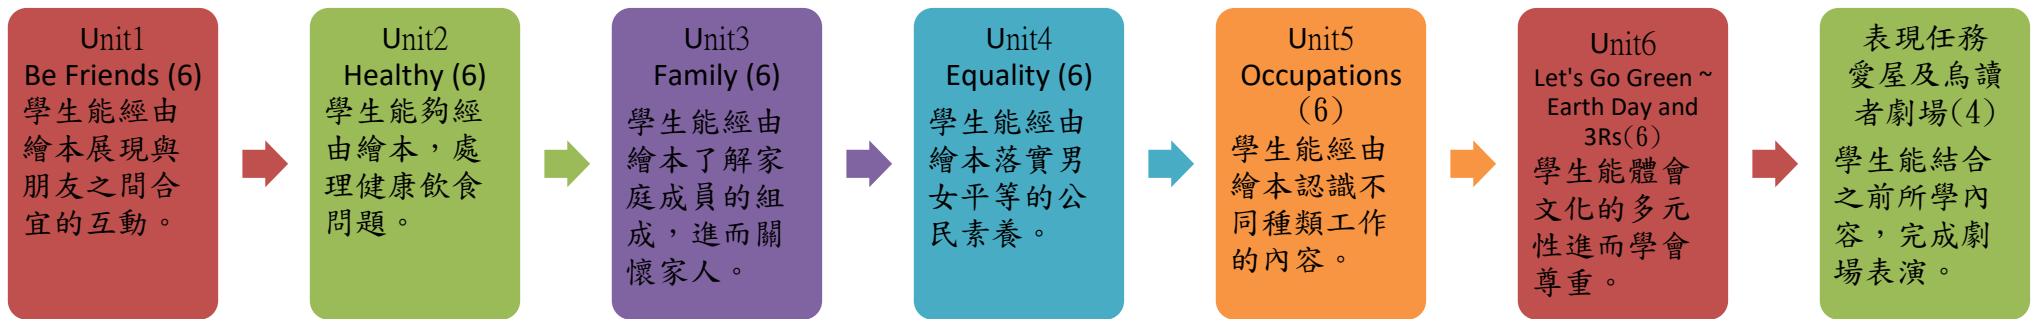 Unit1
Be Friends (6)
學生能經由
繪本展現與
朋友之間合
宜的互動。
Unit2
Healthy (6)
學生能夠經
由繪本，處
理健康飲食
問題。
Unit3
Family (6)
學生能經由
繪本了解家
庭成員的組
成，進而關
懷家人。
Unit4
Equality (6)
學生能經由
繪本落實男
女平等的公
民素養。
Unit5
Occupations
(6)
學生能經由
繪本認識不
同種類工作
的內容。
Unit6
Let's Go Green ~
Earth Day and
3Rs(6)
學生能體會
文化的多元
性進而學會
尊重。
表現任務
愛屋及烏讀
者劇場(4)
學生能結合
之前所學內
容，完成劇
場表演。